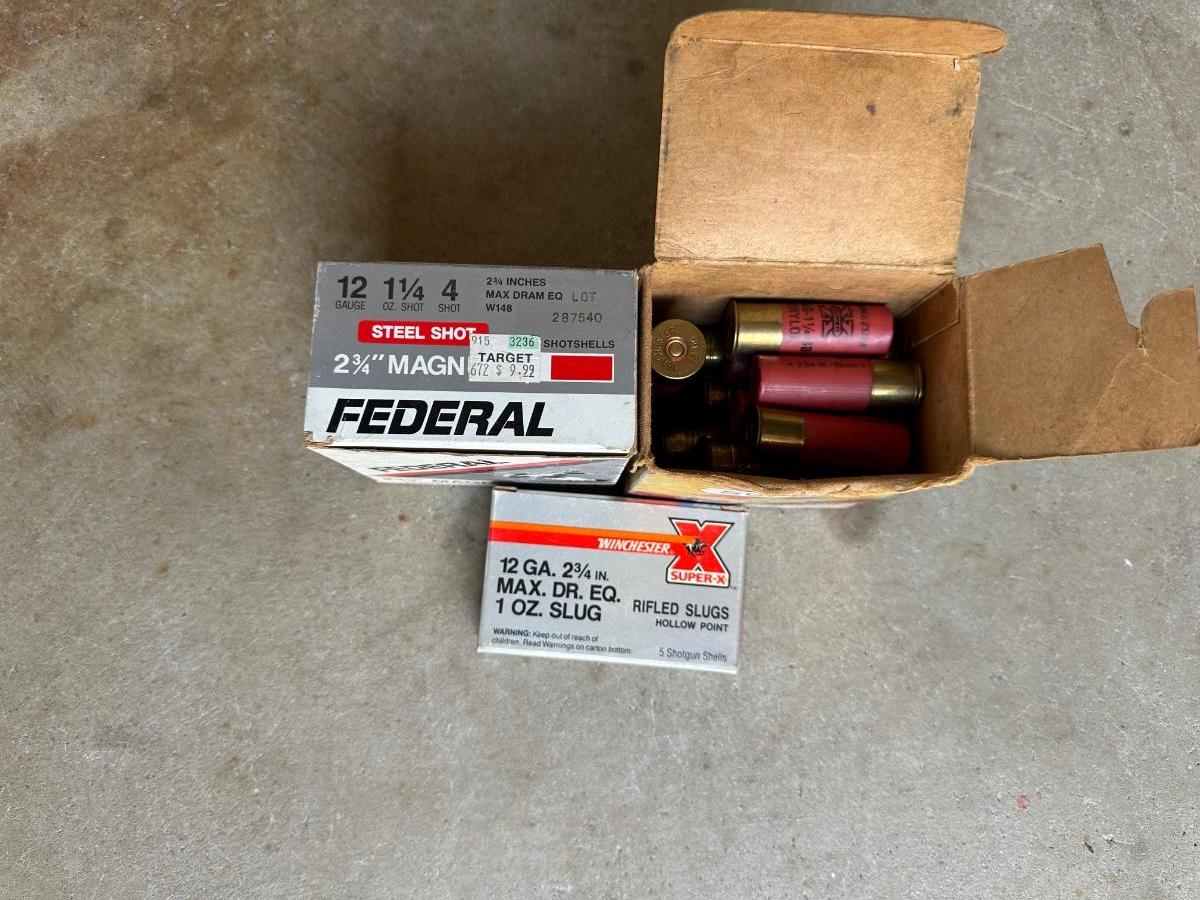 12 1¼ 4
GAUGE OZ. SHOT SHOT
2¾ INCHES
MAX DRAM EQ LOT
W148 287540
STEEL SHOT
SHOTSHELLS
2¾" MAGN
915 3236
TARGET
672 $ 9.22
FEDERAL
FEDERAL
WINCHESTER
X
SUPER-X
12 GA. 2¾ IN.
MAX. DR. EQ.
1 OZ. SLUG
RIFLED SLUGS
HOLLOW POINT
WARNING: Keep out of reach of
children. Read Warnings on carton bottom.
5 Shotgun Shells